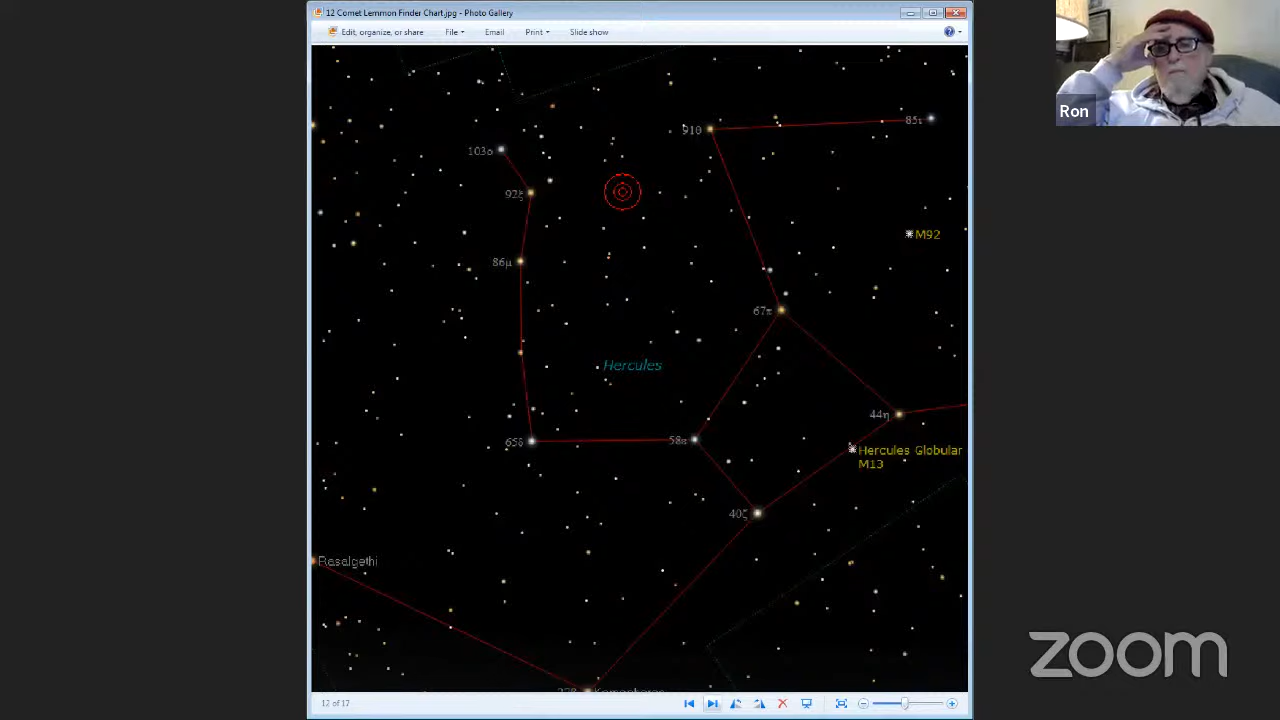 12 Comet Lemmon Finder Chart.jpg - Photo Gallery
Edit, organize, or share File Email Print Slide show
Ron
85ι
91θ
103ο
92ξ
M92
86μ
67π
Hercules
44η
65δ
58ε
Hercules Globular
M13
40ζ
Rasalgethi
12 of 17
zoom